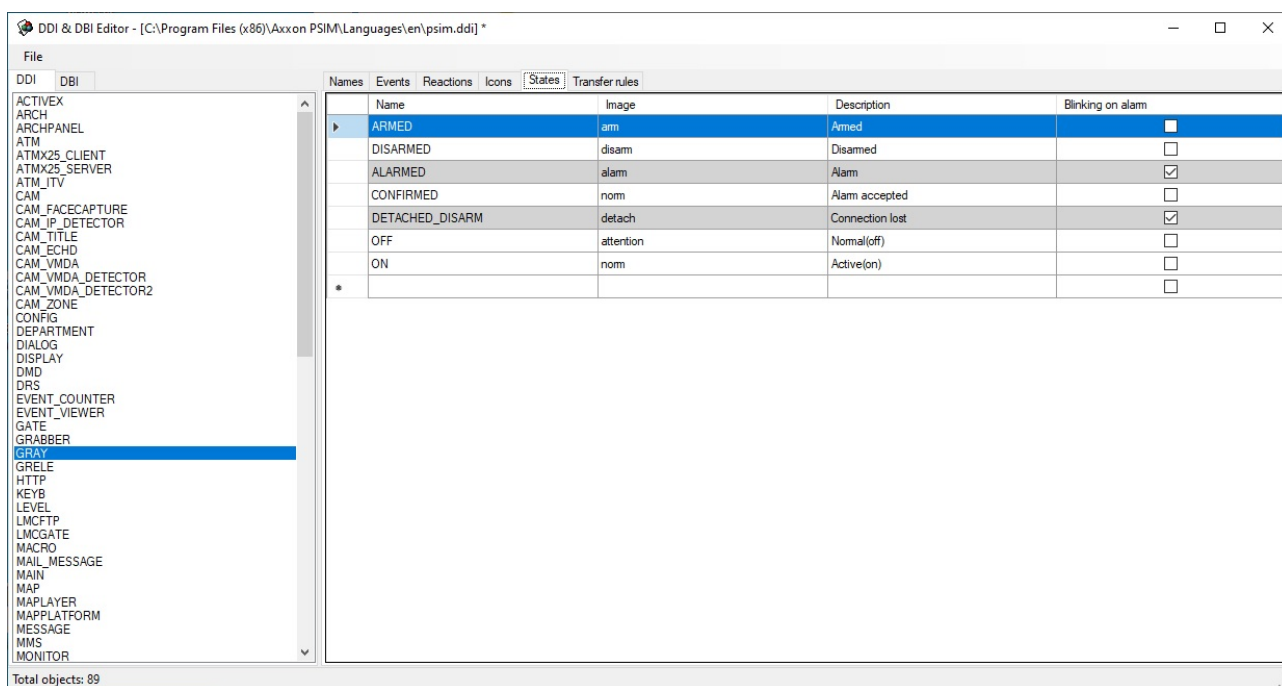 DDI & DBI Editor - [C:\Program Files (x86)\Axxon PSIM\Languages\en\psim.ddi] *
File
DDI DBI
Names Events Reactions Icons States Transfer rules
ACTIVEX
ARCH
ARCHPANEL
ATM
ATMX25_CLIENT
ATMX25_SERVER
ATM_ITV
CAM
CAM_FACECAPTURE
CAM_IP_DETECTOR
CAM_TITLE
CAM_ECHD
CAM_VMDA
CAM_VMDA_DETECTOR
CAM_VMDA_DETECTOR2
CAM_ZONE
CONFIG
DEPARTMENT
DIALOG
DISPLAY
DMD
DRS
EVENT_COUNTER
EVENT_VIEWER
GATE
GRABBER
GRAY
GRELE
HTTP
KEYB
LEVEL
LMCFTP
LMCGATE
MACRO
MAIL_MESSAGE
MAIN
MAP
MAPLAYER
MAPPLATFORM
MESSAGE
MMS
MONITOR
Name Image Description Blinking on alarm
ARMED arm Armed
DISARMED disarm Disarmed
ALARMED alarm Alarm
CONFIRMED norm Alarm accepted
DETACHED_DISARM detach Connection lost
OFF attention Normal(off)
ON norm Active(on)
Total objects: 89